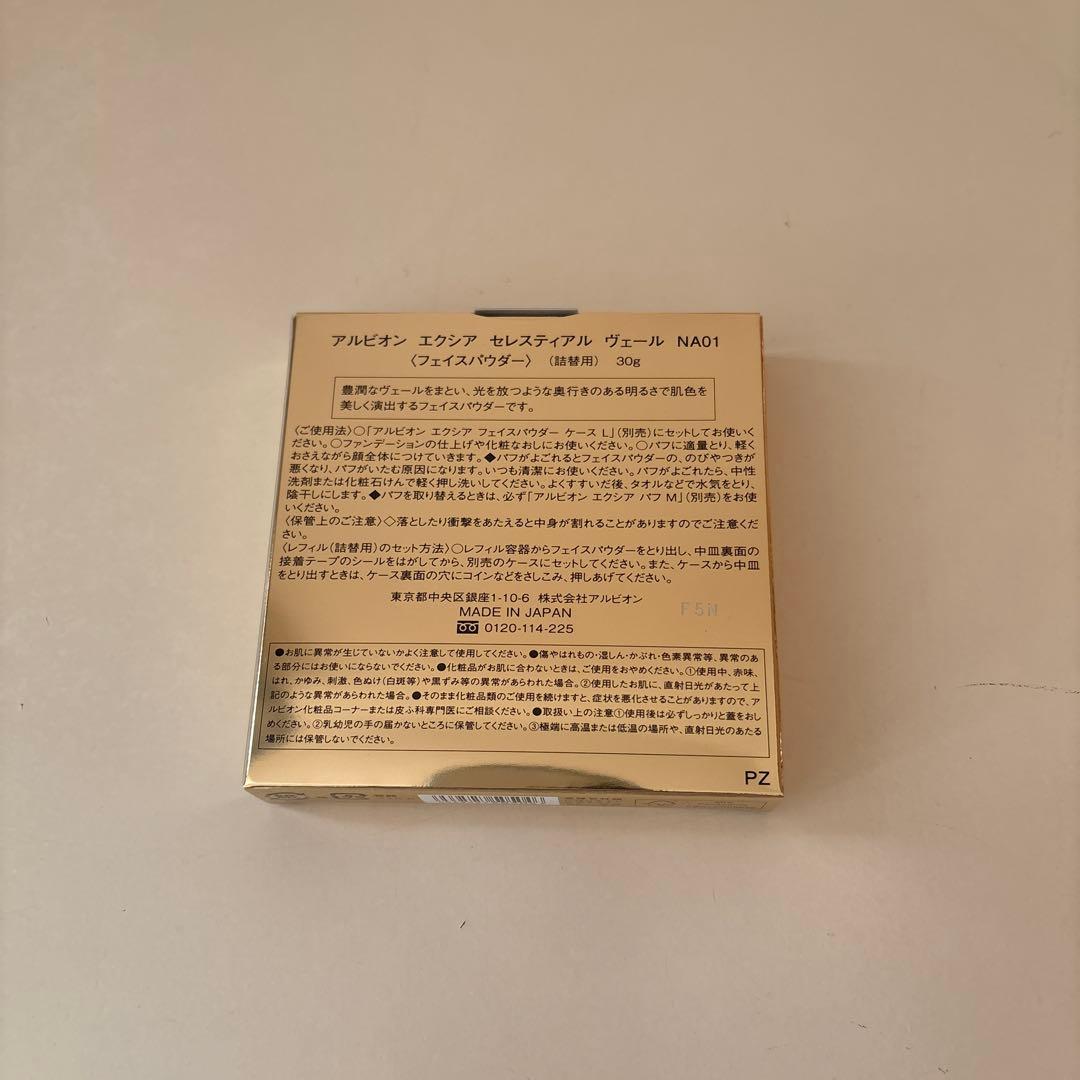 アルビオン エクシア セレスティアル ヴェール NA01
〈フェイスパウダー〉 (詰替用) 30g
豊潤なヴェールをまとい、光を放つような奥行きのある明るさで肌色を
美しく演出するフェイスパウダーです。
〈ご使用法〉○「アルビオン エクシア フェイスパウダー ケース L」(別売)にセットしてお使いく
ださい。○ファンデーションの仕上げや化粧なおしにお使いください。○パフに適量とり、軽く
おさえながら顔全体につけていきます。◆パフがよごれるとフェイスパウダーの、のびやつきが
悪くなり、パフがいたむ原因になります。いつも清潔にお使いください。パフがよごれたら、中性
洗剤または化粧石けんで軽く押し洗いしてください。よくすすいだ後、タオルなどで水気をとり、
陰干しにします。◆パフを取り替えるときは、必ず「アルビオン エクシア パフ M」(別売)をお使
いください。
〈保管上のご注意〉◇落としたり衝撃をあたえると中身が割れることがありますのでご注意くだ
さい。
〈レフィル(詰替用)のセット方法〉○レフィル容器からフェイスパウダーをとり出し、中皿裏面の
接着テープのシールをはがしてから、別売のケースにセットしてください。また、ケースから中皿
をとり出すときは、ケース裏面の穴にコインなどをさしこみ、押しあげてください。
東京都中央区銀座1-10-6 株式会社アルビオン
MADE IN JAPAN
F5N
0120-114-225
●お肌に異常が生じていないかよく注意して使用してください。●傷やはれもの・湿しん・かぶれ・色素異常等、異常のあ
る部分にはお使いにならないでください。●化粧品がお肌に合わないときは、ご使用をおやめください。①使用中、赤味、
はれ、かゆみ、刺激、色ぬけ(白斑等)や黒ずみ等の異常があらわれた場合。②使用したお肌に、直射日光があたって上
記のような異常があらわれた場合。●そのまま化粧品類のご使用を続けますと、症状を悪化させることがありますので、ア
ルビオン化粧品コーナーまたは皮ふ科専門医にご相談ください。●取扱い上の注意①使用後は必ずしっかりと蓋をおし
めください。②乳幼児の手の届かないところに保管してください。③極端に高温または低温の場所や、直射日光のあたる
場所には保管しないでください。
PZ